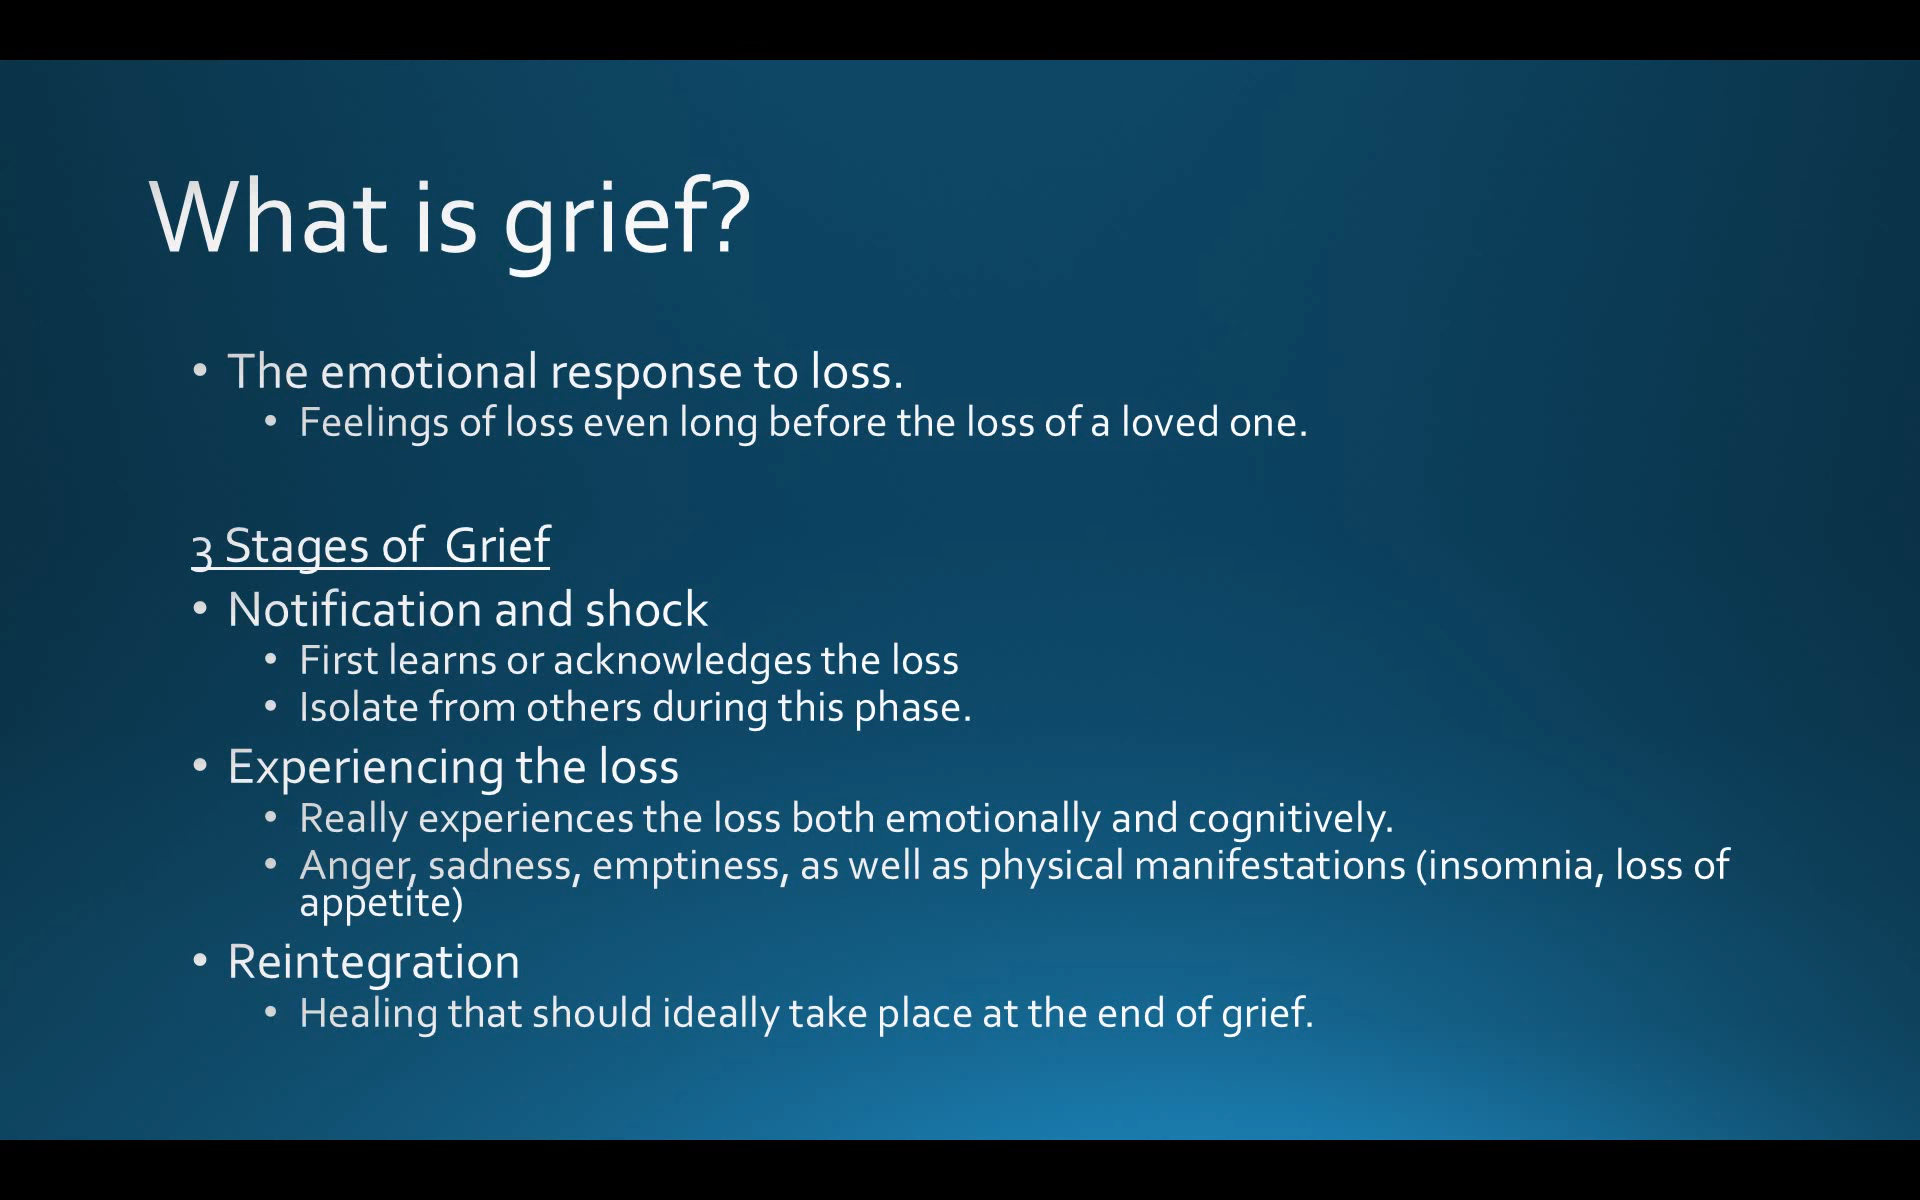 What is grief?
• The emotional response to loss.
• Feelings of loss even long before the loss of a loved one.
3 Stages of  Grief
• Notification and shock
• First learns or acknowledges the loss
• Isolate from others during this phase.
• Experiencing the loss
• Really experiences the loss both emotionally and cognitively.
• Anger, sadness, emptiness, as well as physical manifestations (insomnia, loss of
appetite)
• Reintegration
• Healing that should ideally take place at the end of grief.